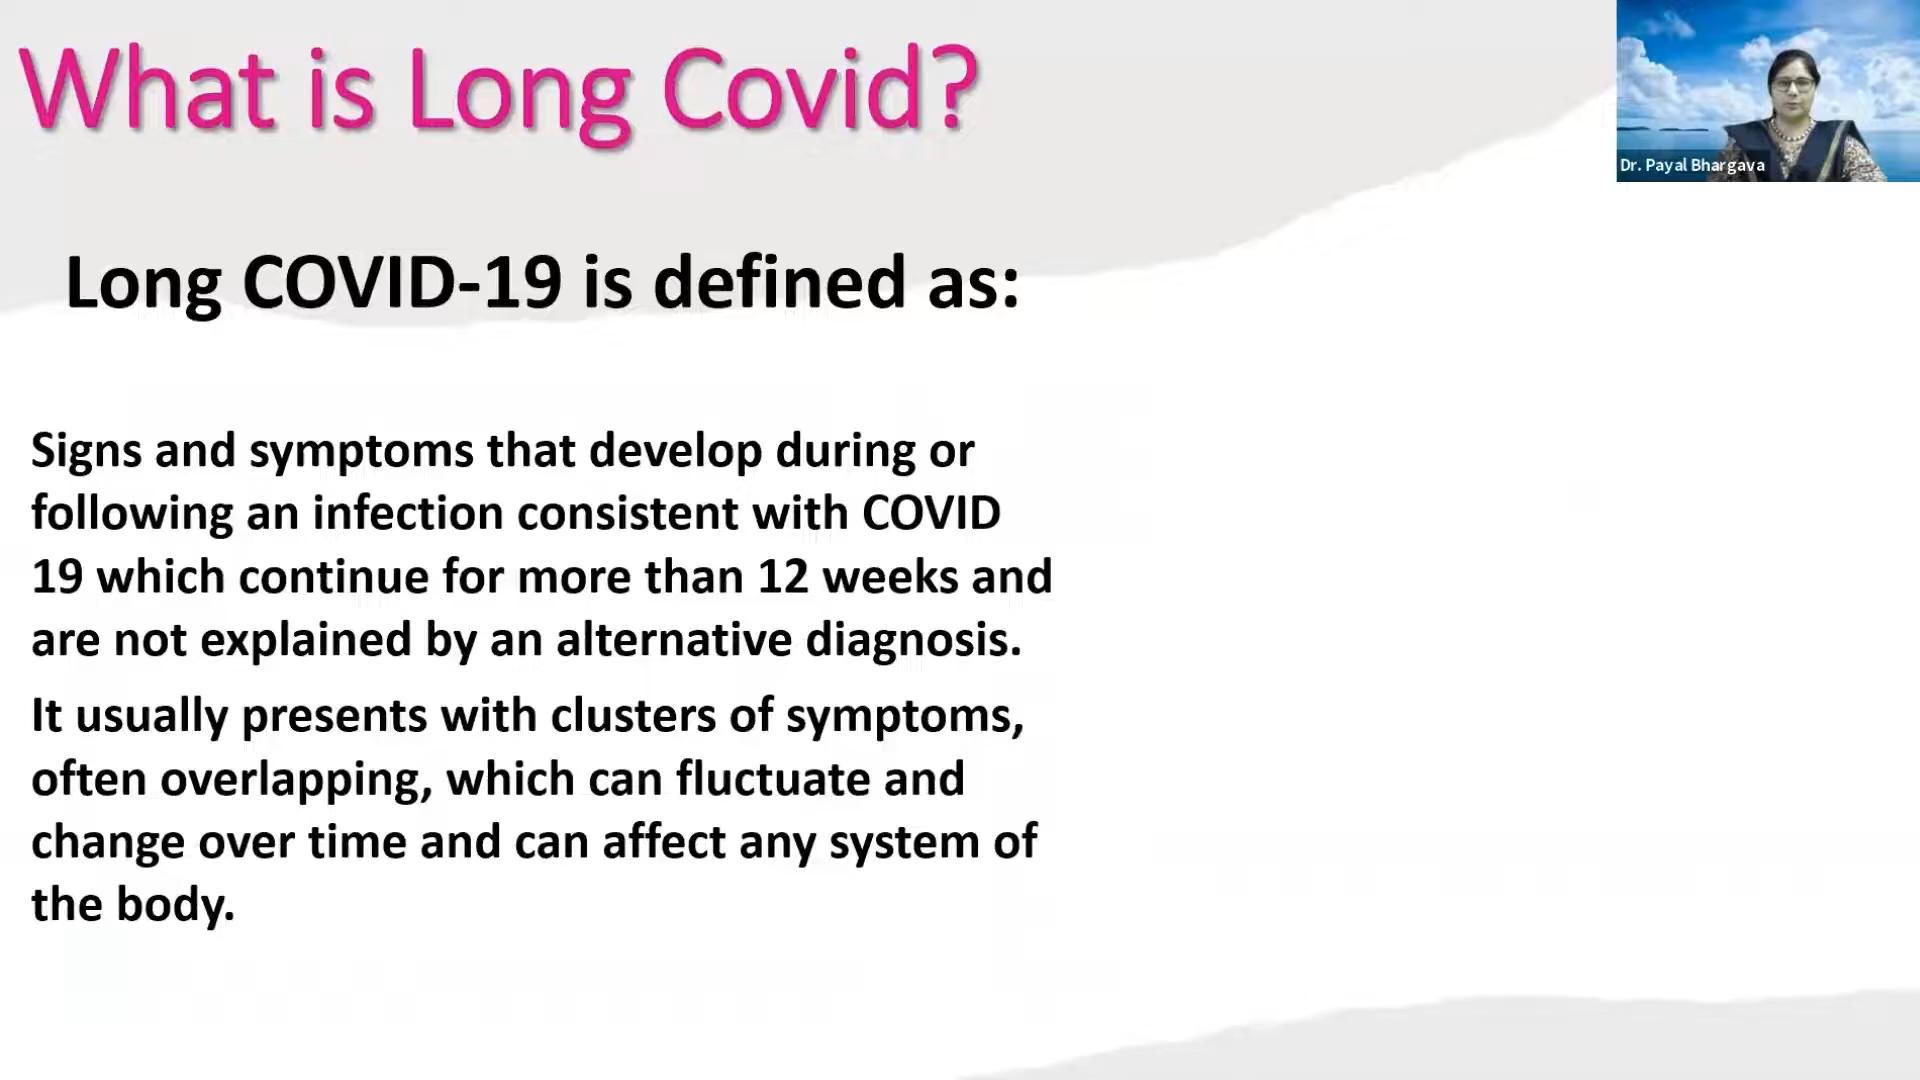 What is Long Covid?
Dr. Payal Bhargava
Long COVID-19 is defined as:
Signs and symptoms that develop during or
following an infection consistent with COVID
19 which continue for more than 12 weeks and
are not explained by an alternative diagnosis.
It usually presents with clusters of symptoms,
often overlapping, which can fluctuate and
change over time and can affect any system of
the body.